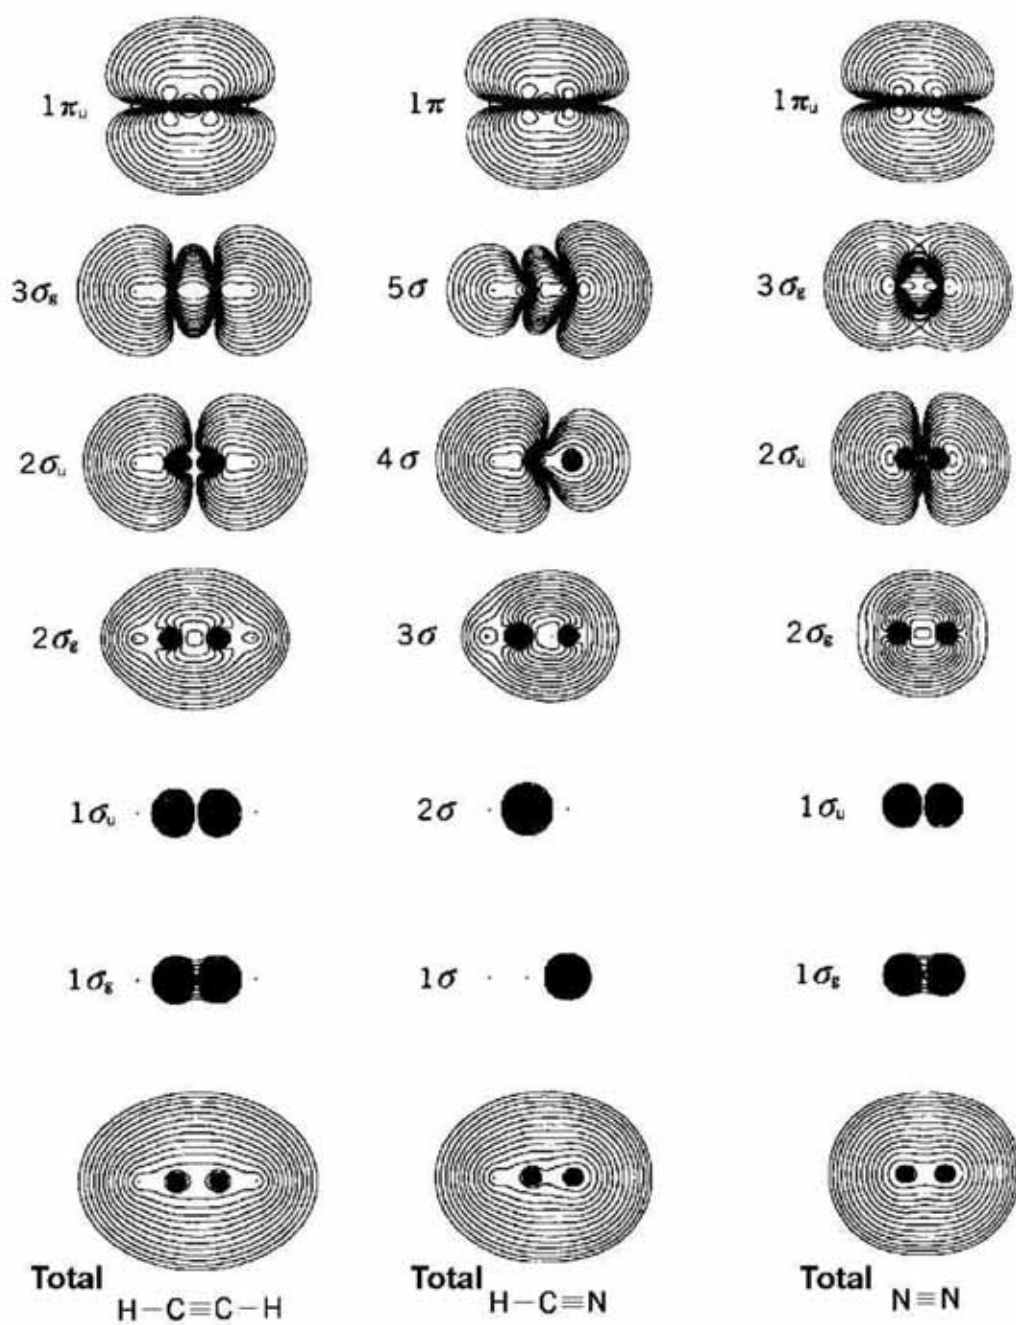 1πᵤ 1π 1πᵤ
3σg 5σ 3σg
2σᵤ 4σ 2σᵤ
2σg 3σ 2σg
1σᵤ 2σ 1σᵤ
1σg 1σ 1σg
Total Total Total
H–C≡C–H H–C≡N N≡N